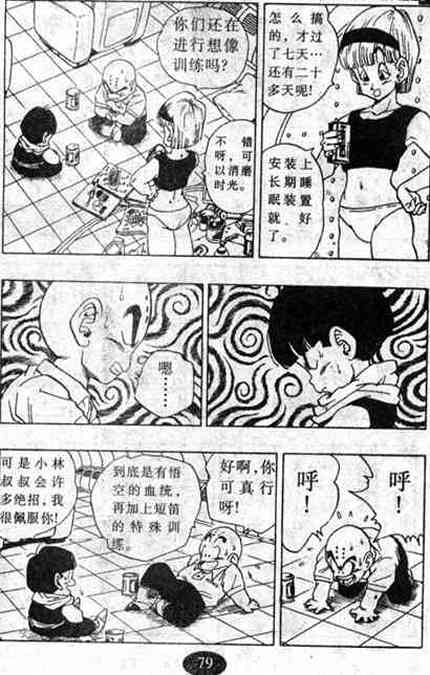 怎么搞
的，才过
了七天…
还有二十
多天呢！
安装上
长期睡
眠装置
就好
了。
你们还在
进行想像
训练吗？
不错
呀，可
以消磨
时光。
嗯
……
呼！
呼！
好啊，你
可真行
呀！
到底是有悟
空的血统，
再加上短笛
的特殊训
练。
可是小林
叔叔会许
多绝招，我
很佩服你！
79